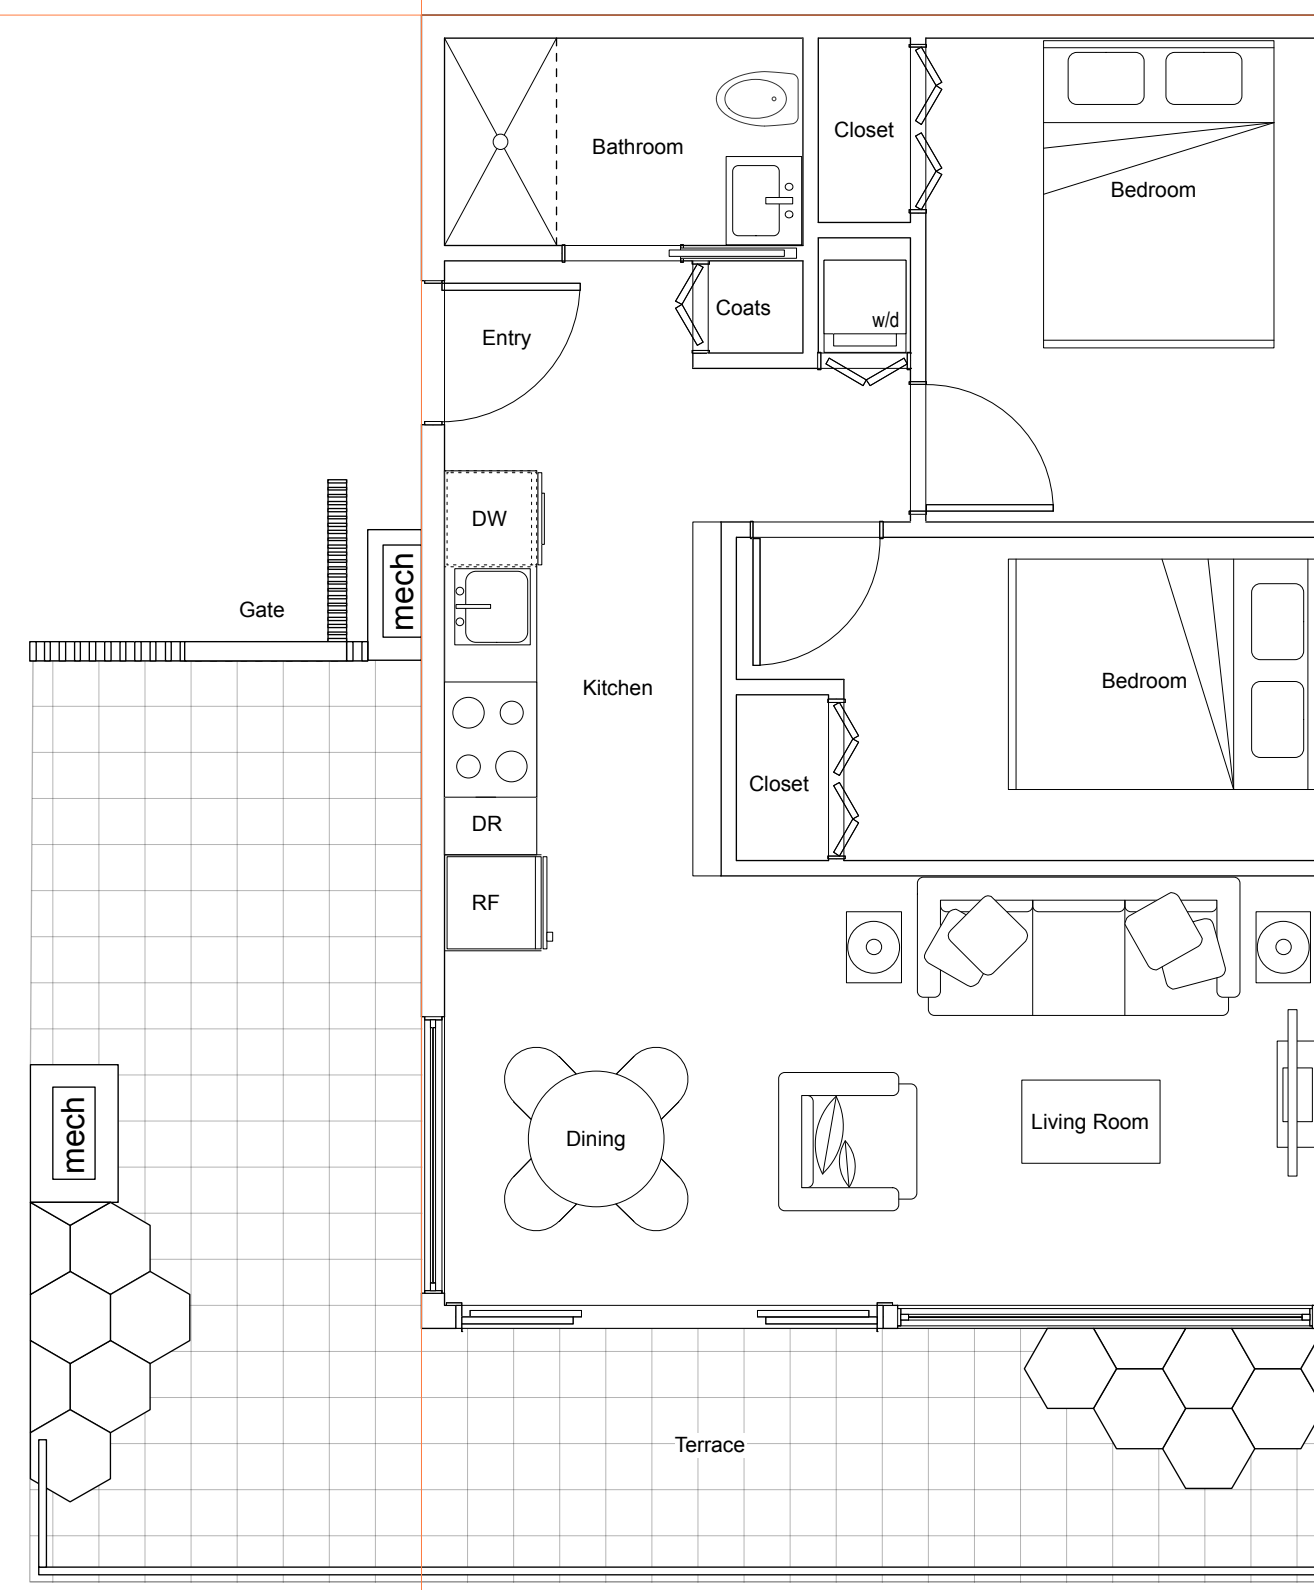 Closet
Bathroom
Bedroom
Coats
w/d
Entry
DW
mech
Gate
Kitchen
Bedroom
Closet
DR
RF
Living Room
mech
Dining
Terrace